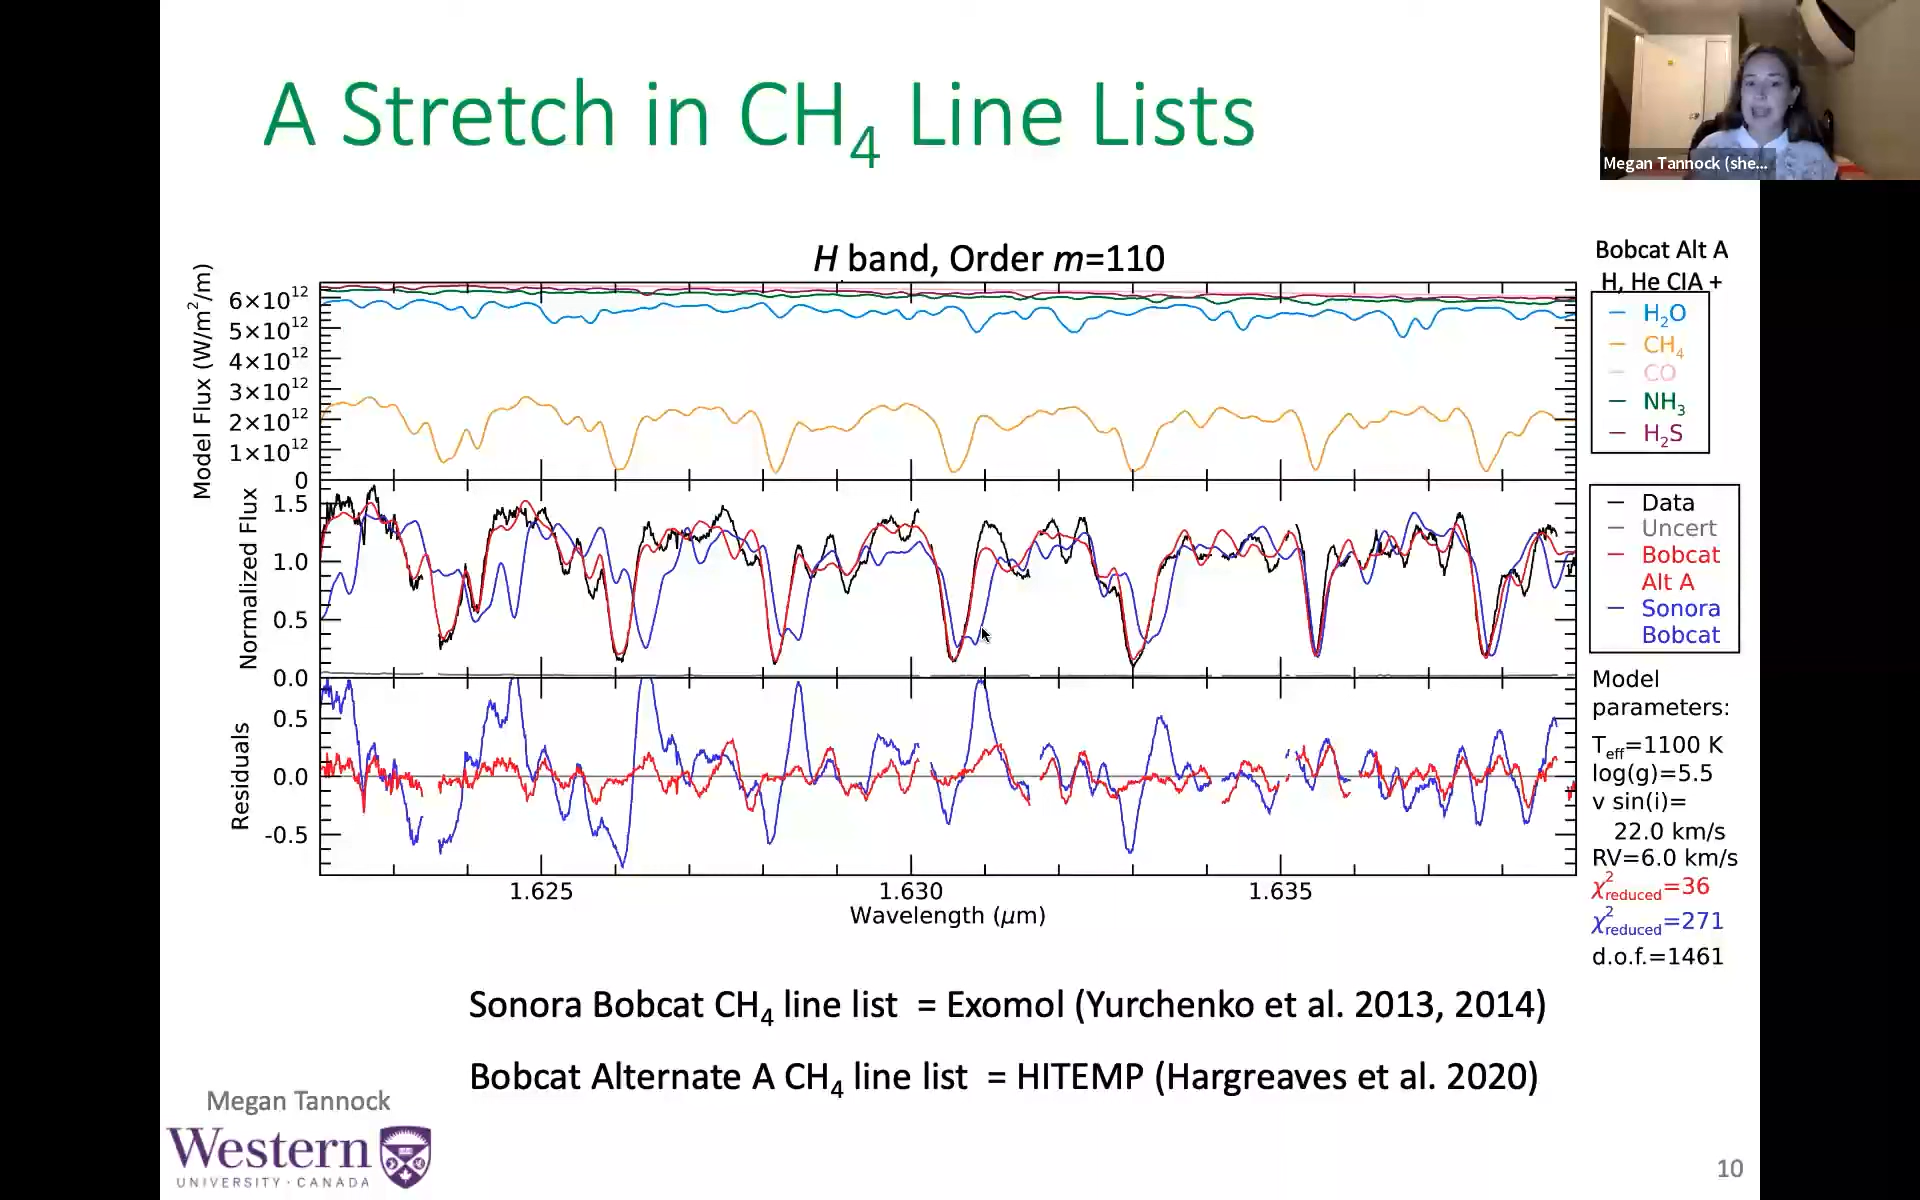 A Stretch in CH₄ Line Lists
Megan Tannock (she...
H band, Order m=110
Model Flux (W/m²/m)
6×10¹²
5×10¹²
4×10¹²
3×10¹²
2×10¹²
1×10¹²
0
Bobcat Alt A
H, He CIA +
H₂O
CH₄
CO
NH₃
H₂S
Normalized Flux
1.5
1.0
0.5
0.0
Data
Uncert
Bobcat
Alt A
Sonora
Bobcat
Residuals
0.5
0.0
-0.5
1.625
1.630
1.635
Wavelength (μm)
Model
parameters:
T_eff=1100 K
log(g)=5.5
v sin(i)=
22.0 km/s
RV=6.0 km/s
χ²_reduced=36
χ²_reduced=271
d.o.f.=1461
Sonora Bobcat CH₄ line list = Exomol (Yurchenko et al. 2013, 2014)
Bobcat Alternate A CH₄ line list = HITEMP (Hargreaves et al. 2020)
Megan Tannock
Western
UNIVERSITY · CANADA
10